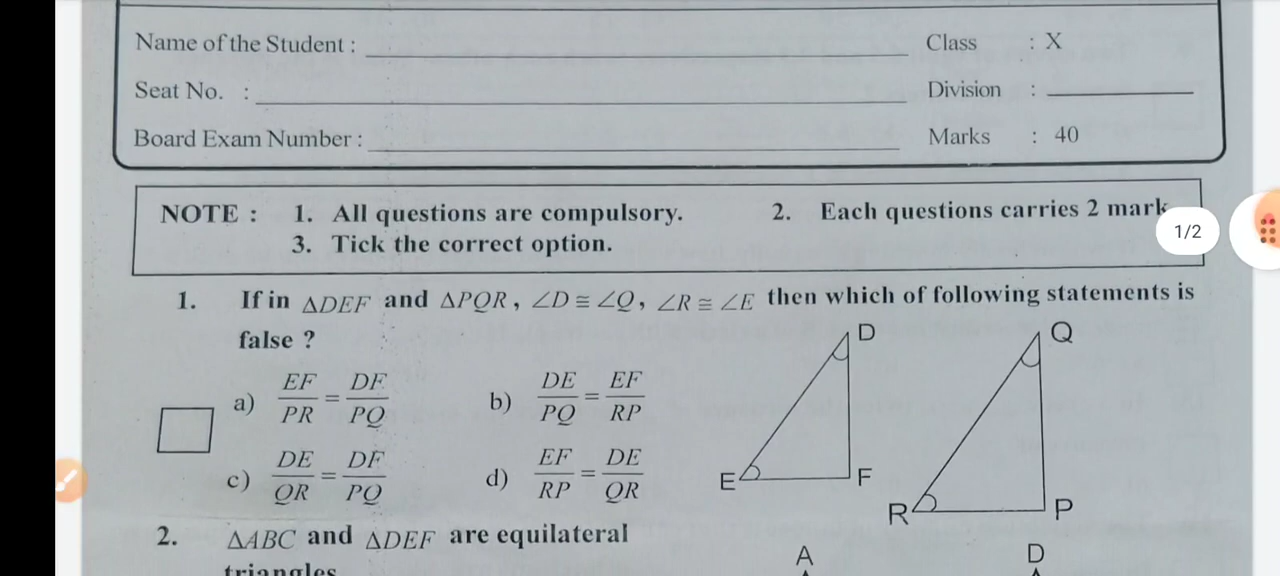 Name of the Student :
Class : X
Seat No. :
Division :
Board Exam Number :
Marks : 40
NOTE : 1. All questions are compulsory. 2. Each questions carries 2 mark
3. Tick the correct option.
1/2
1. If in ΔDEF and ΔPQR, ∠D ≅ ∠Q, ∠R ≅ ∠E then which of following statements is
false ?
a) EF/PR = DF/PQ b) DE/PQ = EF/RP
c) DE/QR = DF/PQ d) EF/RP = DE/QR
D
Q
E
F
R
P
2. ΔABC and ΔDEF are equilateral
triangles
A
D